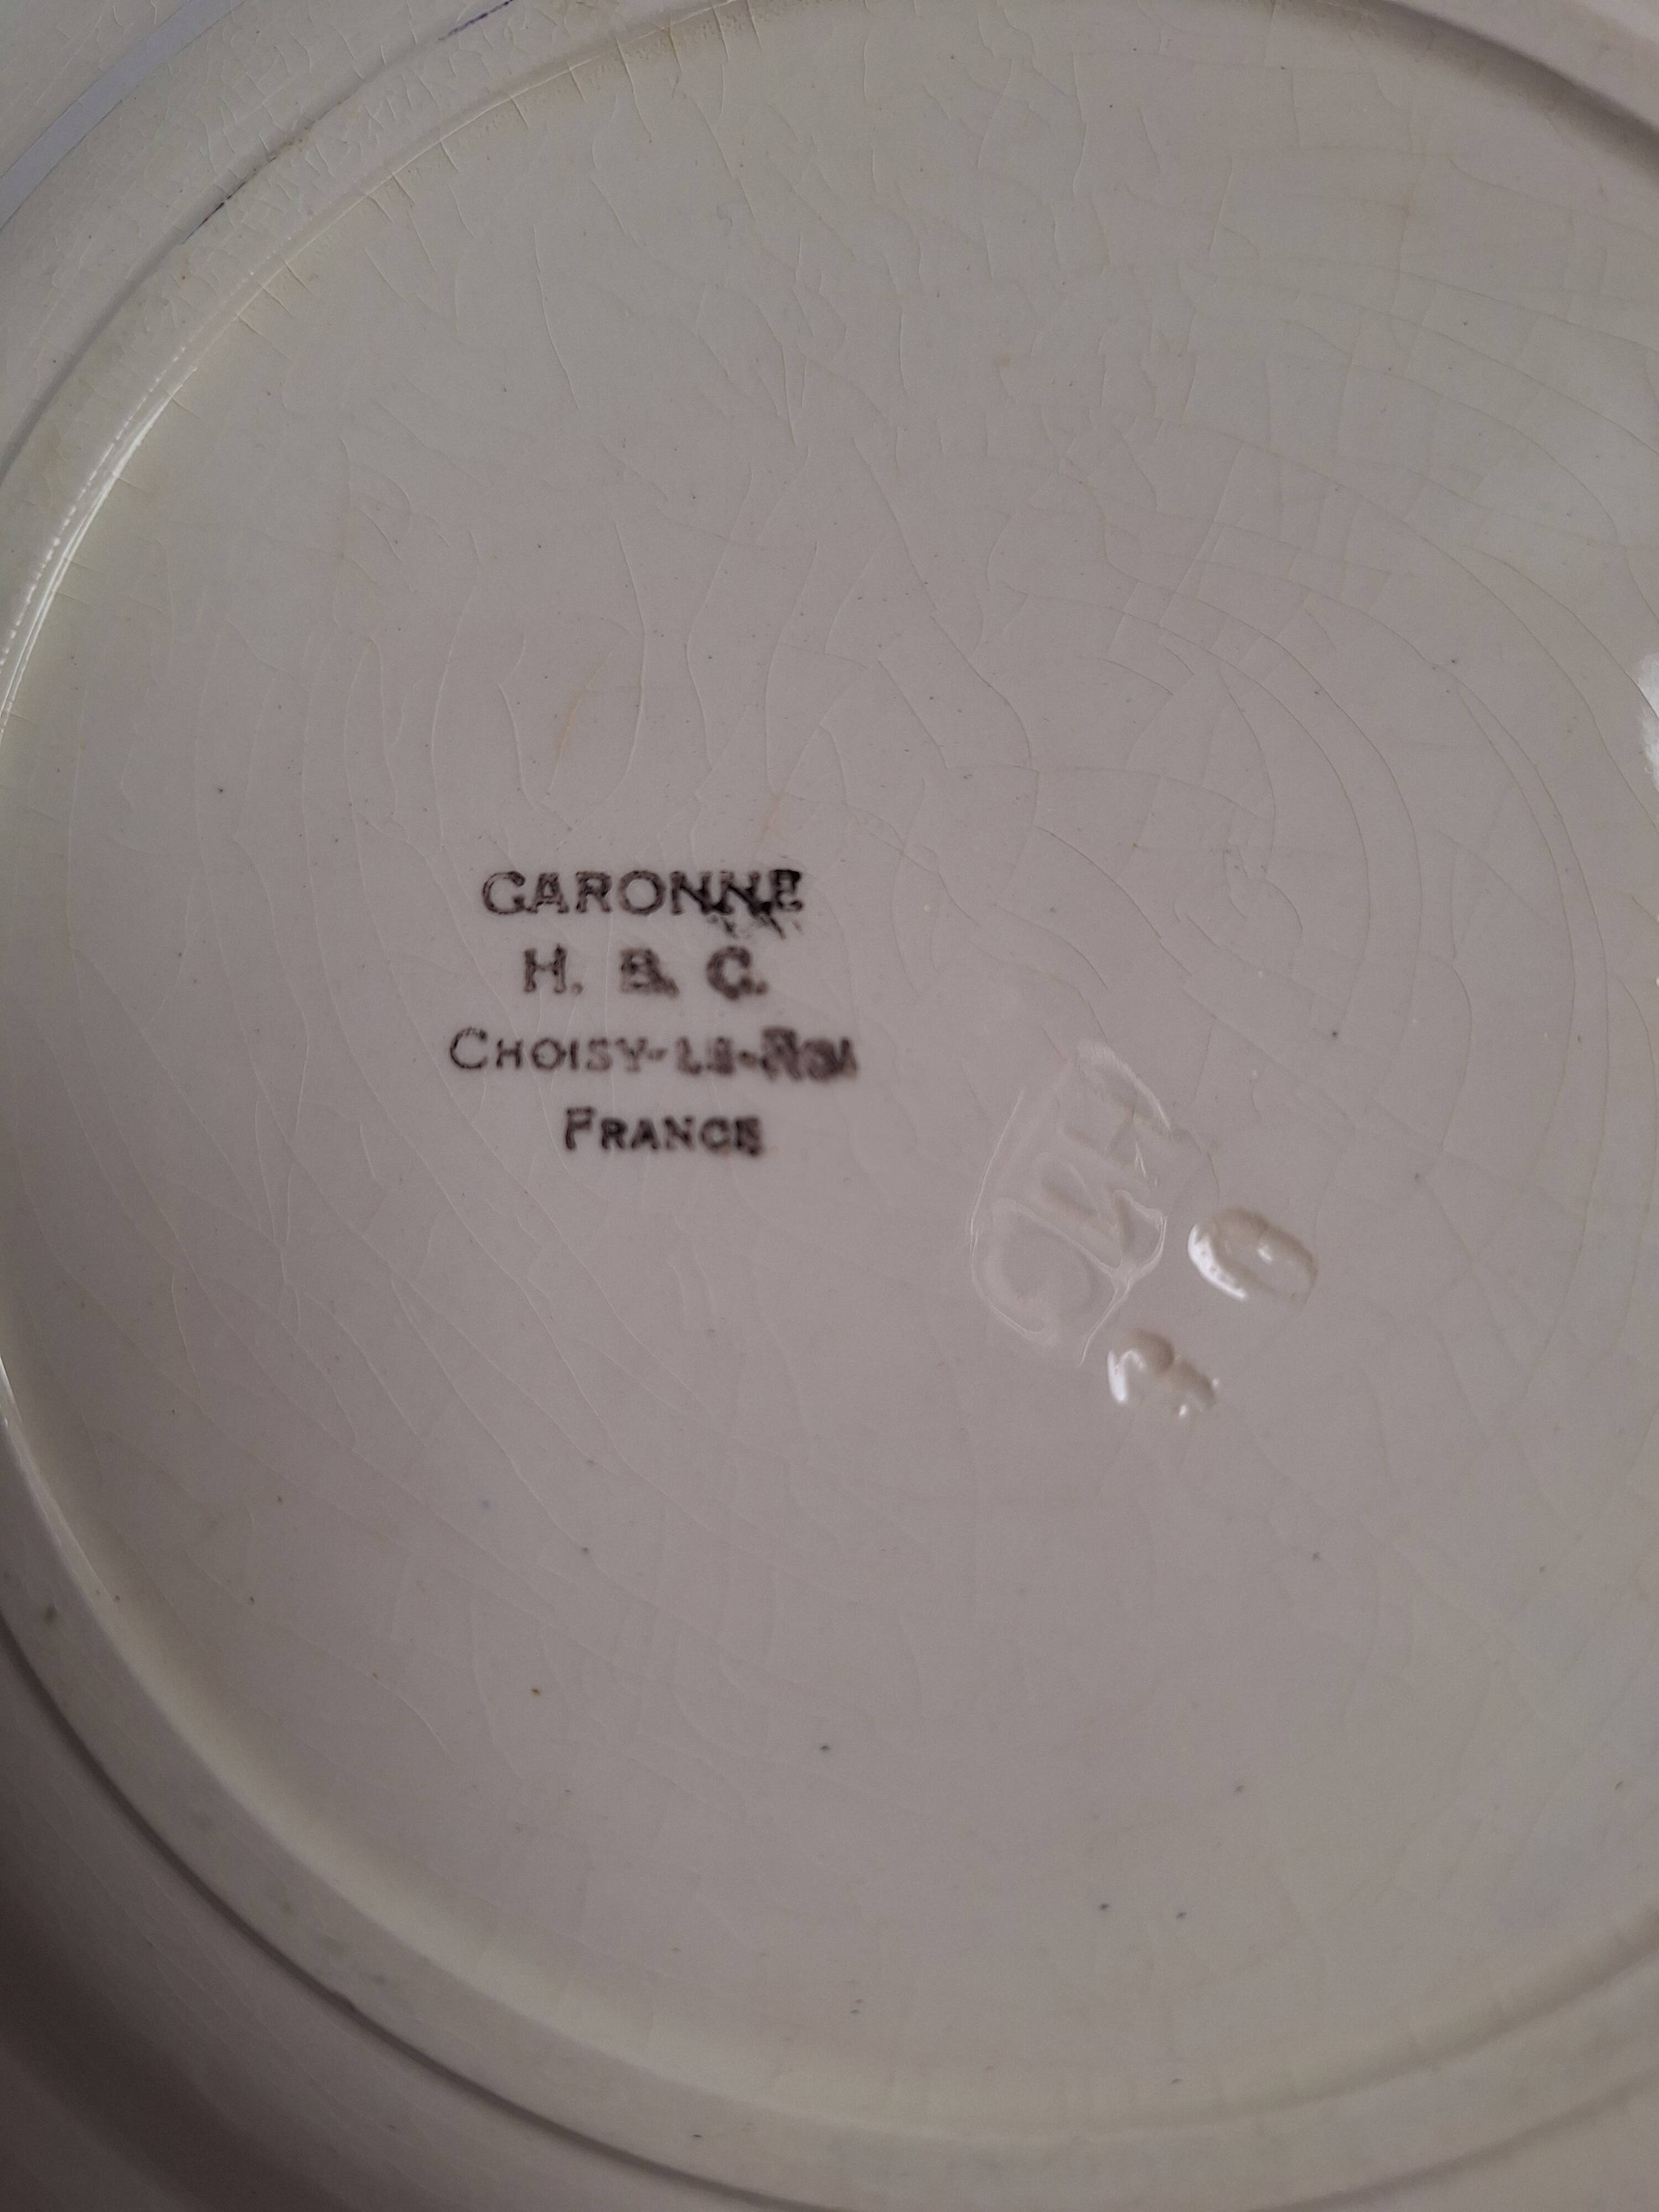 GARONNE
H. B. C.
CHOISY-LE-ROI
FRANCE